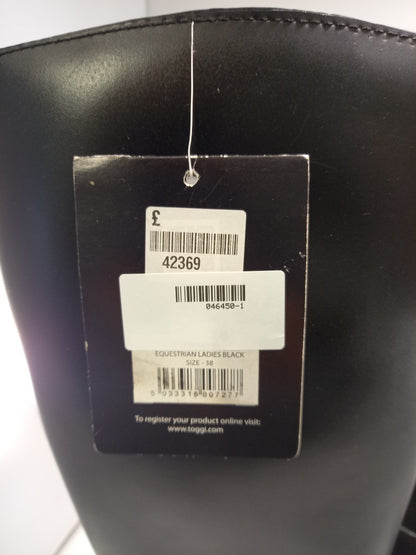 £
42369
046450-1
EQUESTRIAN LADIES BLACK
SIZE - 38
5 033316 007277
To register your product online visit:
www.toggi.com